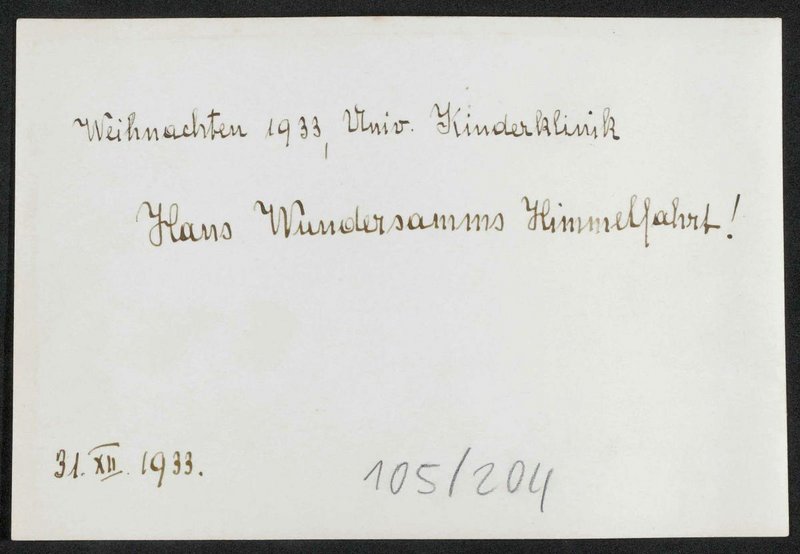 Weihnachten 1933, Univ. Kinderklinik
Hans Wundersamms Himmelfahrt!
31. XII. 1933.
105/204